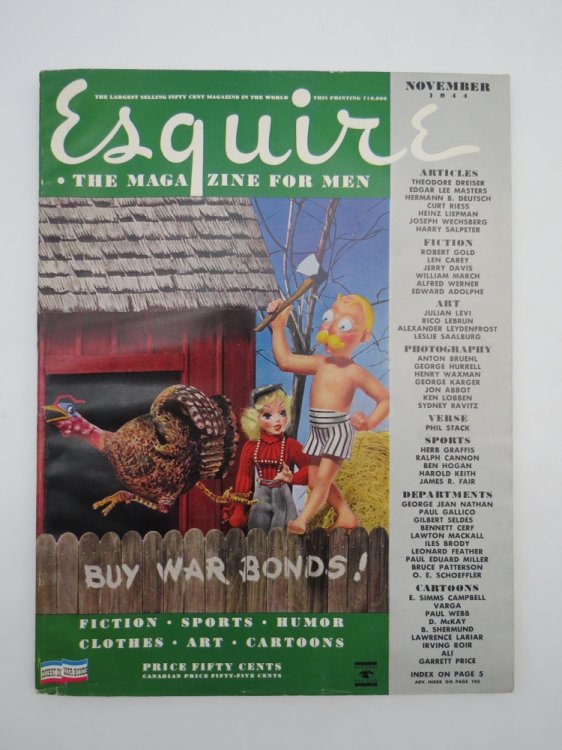 THE LARGEST SELLING FIFTY CENT MAGAZINE IN THE WORLD THIS PRINTING 710,000
Esquire
• THE MAGAZINE FOR MEN
NOVEMBER
1944
ARTICLES
THEODORE DREISER
EDGAR LEE MASTERS
HERMANN B. DEUTSCH
CURT RIESS
HEINZ LIEPMAN
JOSEPH WECHSBERG
HARRY SALPETER
FICTION
ROBERT GOLD
LEN CAREY
JERRY DAVIS
WILLIAM MARCH
ALFRED WERNER
EDWARD ADOLPHE
ART
JULIAN LEVI
RICO LEBRUN
ALEXANDER LEYDENFROST
LESLIE SAALBURG
PHOTOGRAPHY
ANTON BRUEHL
GEORGE HURRELL
HENRY WAXMAN
GEORGE KARGER
JON ABBOT
KEN LOBBEN
SYDNEY RAVITZ
VERSE
PHIL STACK
SPORTS
HERB GRAFFIS
RALPH CANNON
BEN HOGAN
HAROLD KEITH
JAMES R. FAIR
DEPARTMENTS
GEORGE JEAN NATHAN
PAUL GALLICO
GILBERT SELDES
BENNETT CERF
LAWTON MACKALL
ILES BRODY
LEONARD FEATHER
PAUL EDUARD MILLER
BRUCE PATTERSON
O. E. SCHOEFFLER
CARTOONS
E. SIMMS CAMPBELL
VARGA
PAUL WEBB
D. McKAY
B. SHERMUND
LAWRENCE LARIAR
IRVING ROIR
ALI
GARRETT PRICE
INDEX ON PAGE 5
ADV. INDEX ON PAGE 190
BUY WAR BONDS!
FICTION • SPORTS • HUMOR
CLOTHES • ART • CARTOONS
PRICE FIFTY CENTS
CANADIAN PRICE FIFTY-FIVE CENTS
INVEST IN WAR BONDS